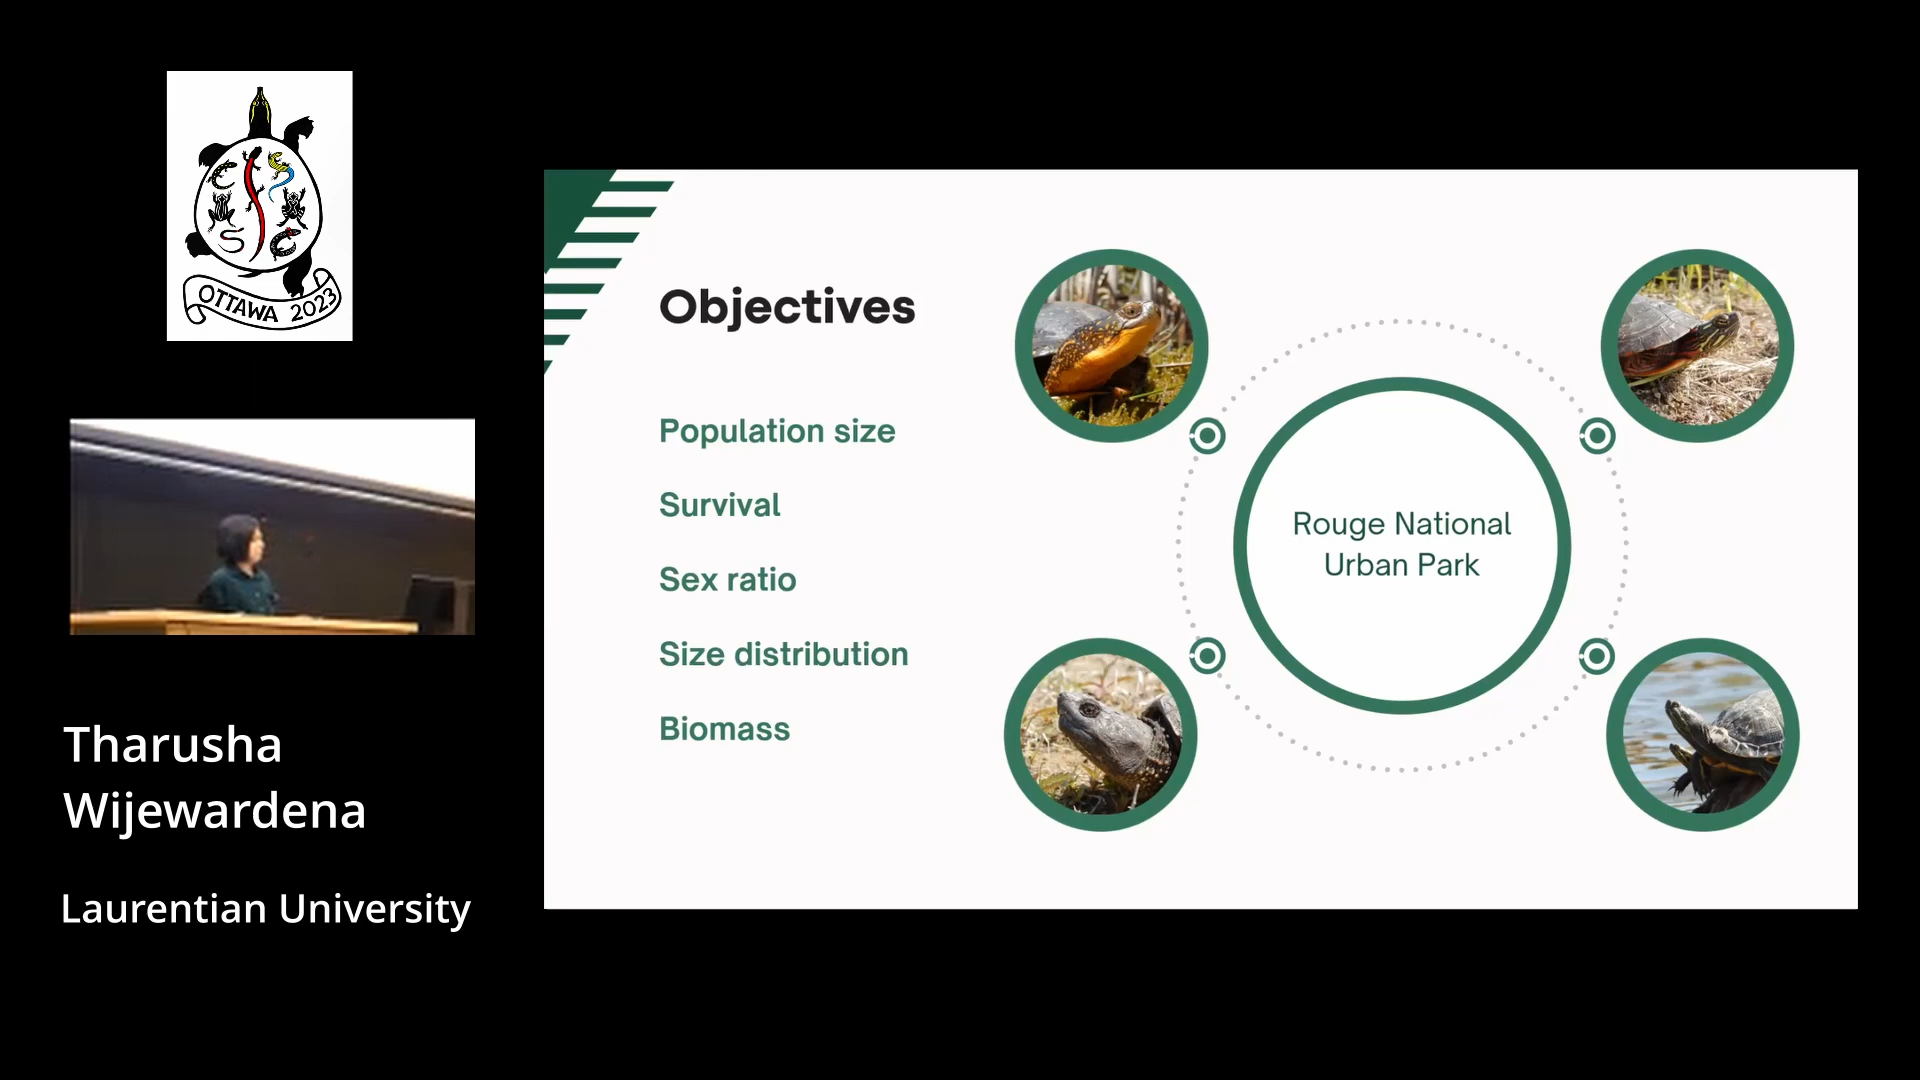 OTTAWA 2023
Tharusha
Wijewardena
Laurentian University
Objectives
Population size
Survival
Sex ratio
Size distribution
Biomass
Rouge National
Urban Park